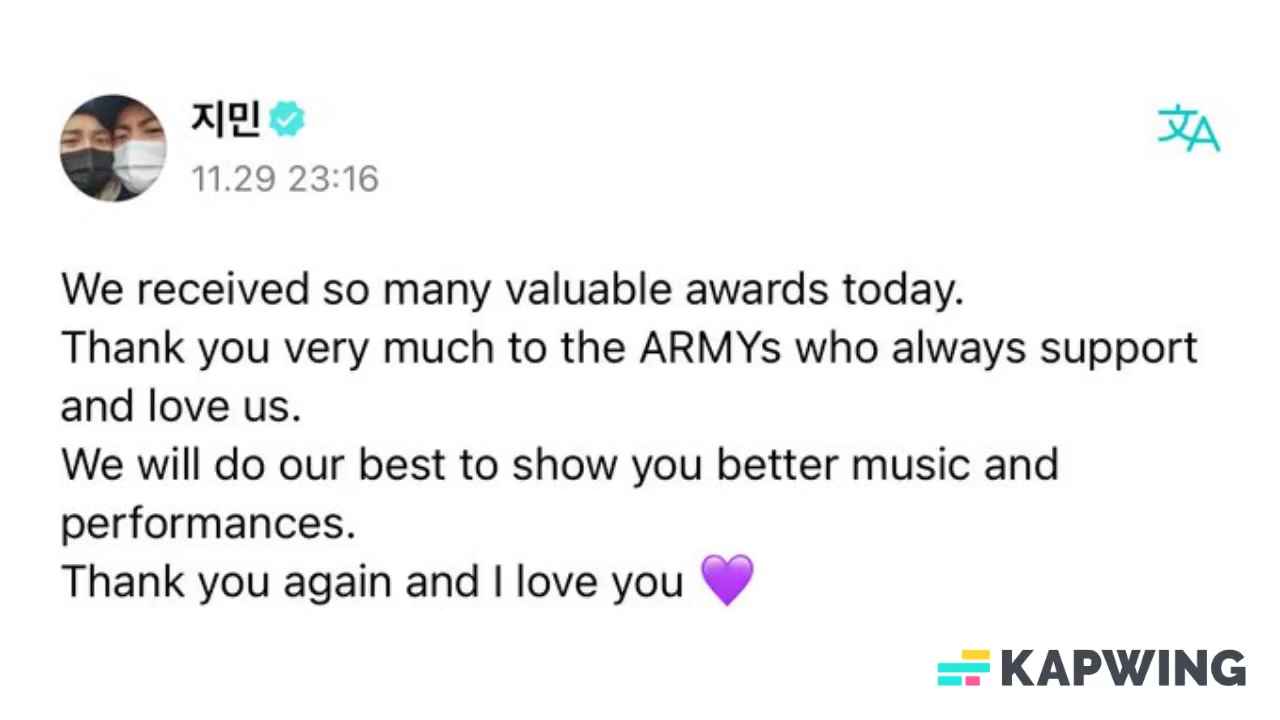 지민
11.29 23:16
We received so many valuable awards today.
Thank you very much to the ARMYs who always support
and love us.
We will do our best to show you better music and
performances.
Thank you again and I love you 💜
KAPWING